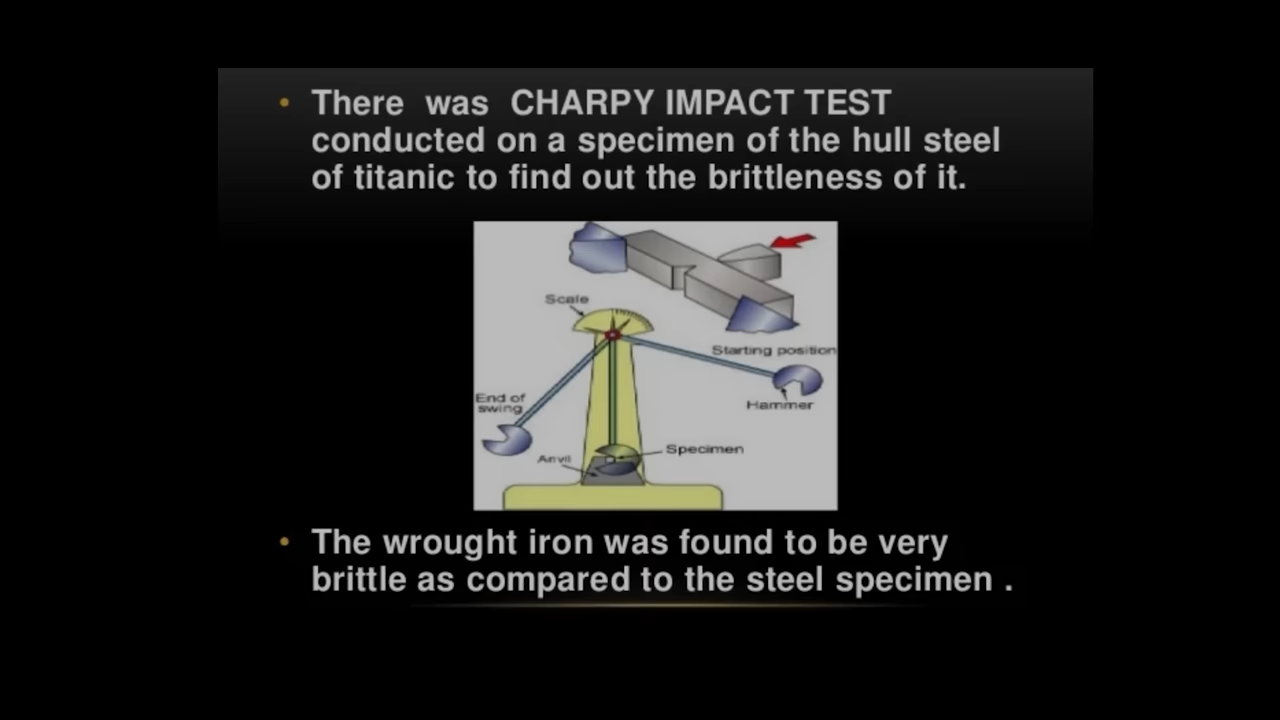 • There was CHARPY IMPACT TEST
conducted on a specimen of the hull steel
of titanic to find out the brittleness of it.
Scale
Starting position
End of
swing
Hammer
Specimen
Anvil
• The wrought iron was found to be very
brittle as compared to the steel specimen .